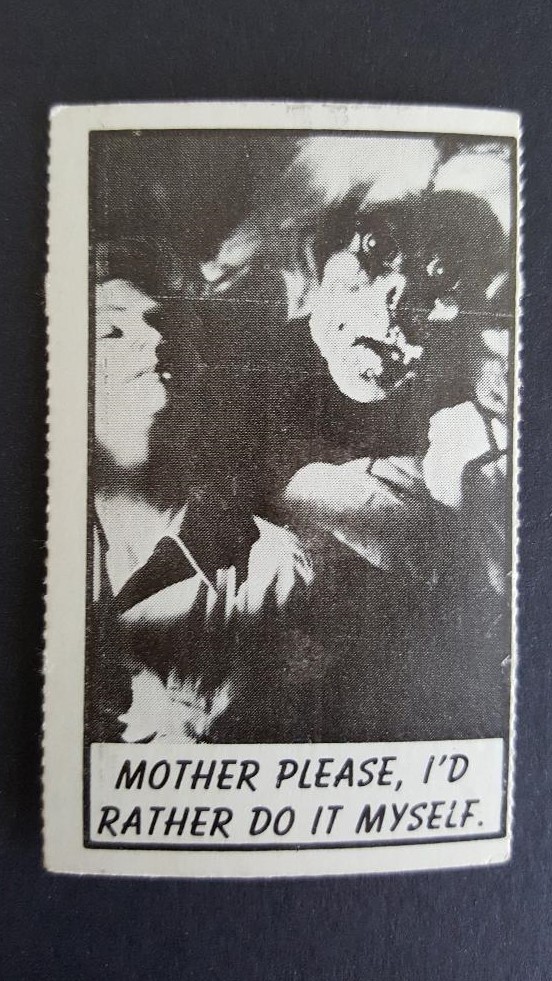 MOTHER PLEASE, I'D
RATHER DO IT MYSELF.